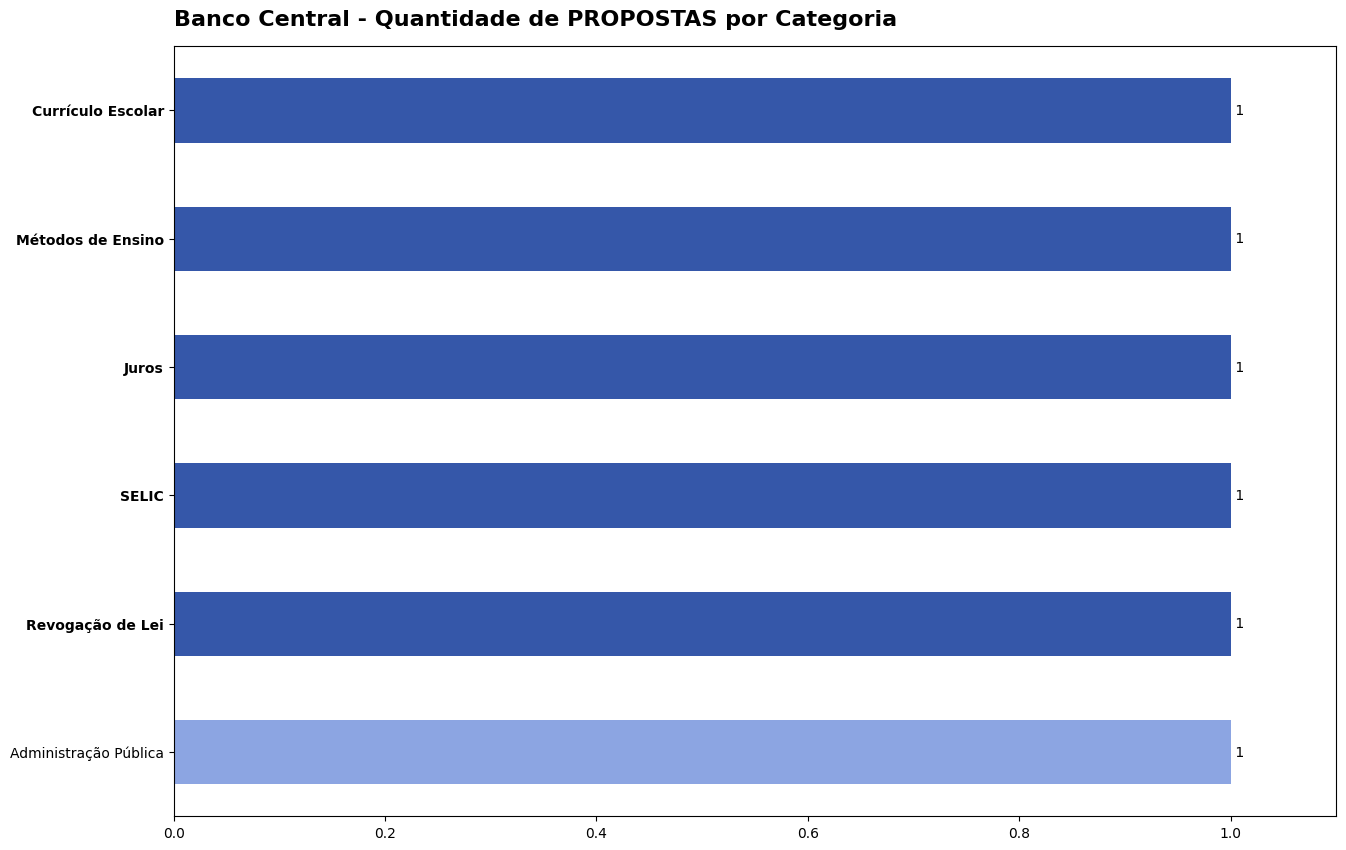 Banco Central - Quantidade de PROPOSTAS por Categoria
Currículo Escolar
1
Métodos de Ensino
1
Juros
1
SELIC
1
Revogação de Lei
1
Administração Pública
1
0.0
0.2
0.4
0.6
0.8
1.0